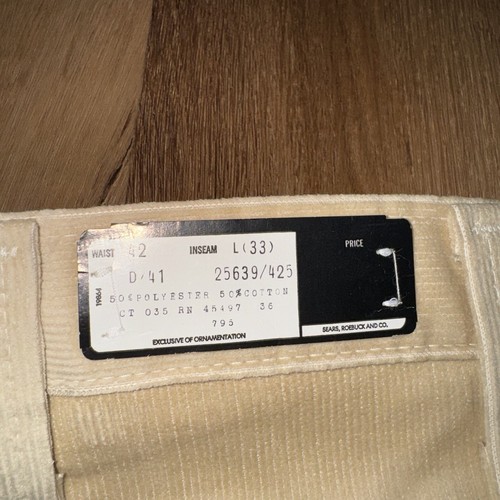 WAIST 42 INSEAM L(33) PRICE
D/41 25639/425
50%POLYESTER 50%COTTON
CT 035 RN 45497 36
795
19864
EXCLUSIVE OF ORNAMENTATION
SEARS, ROEBUCK AND CO.